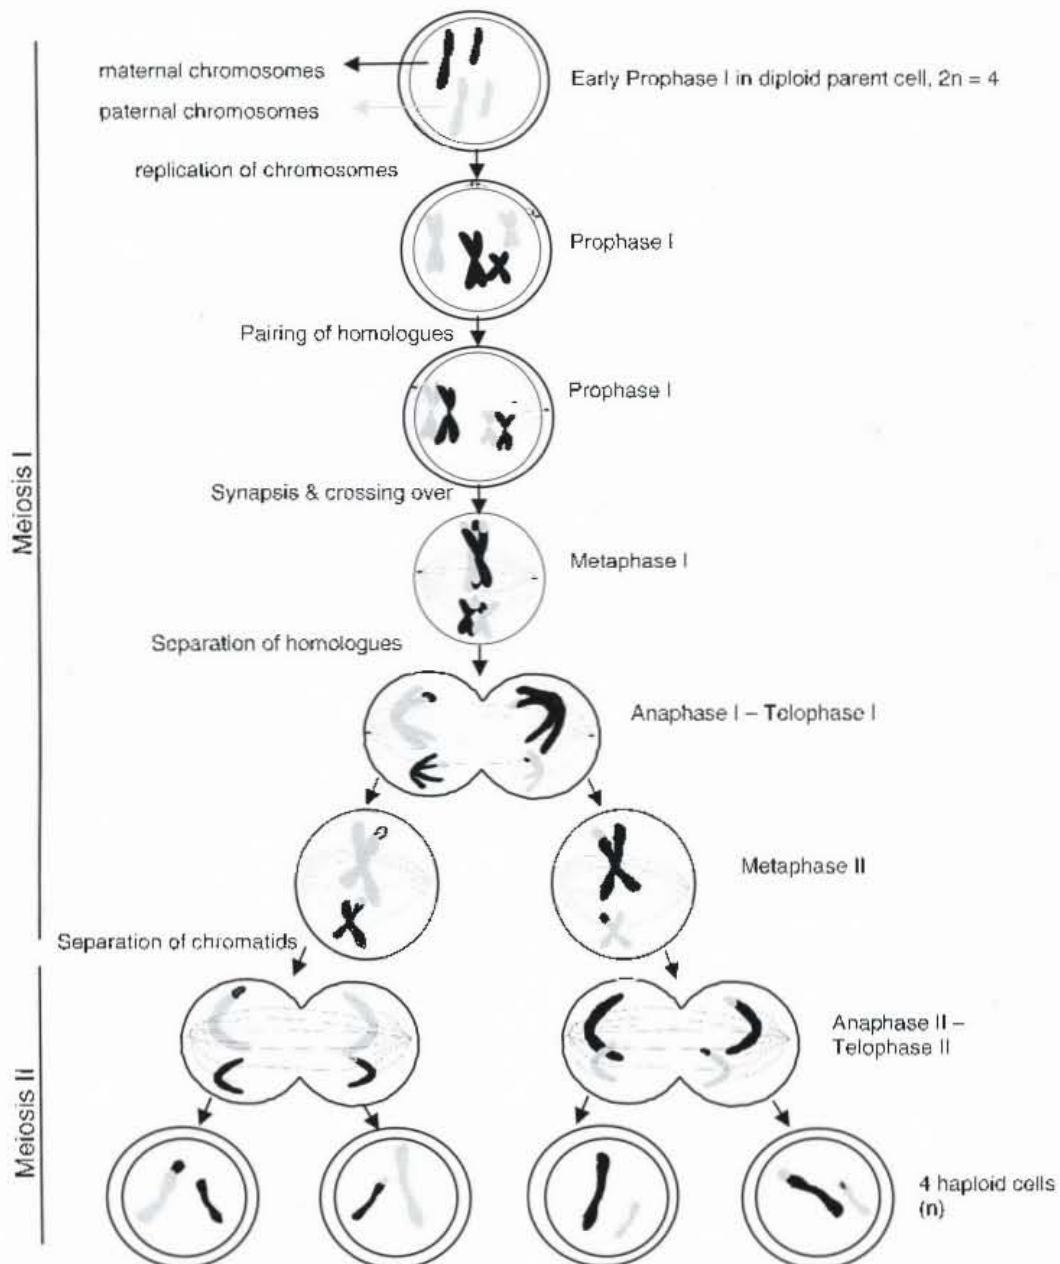 maternal chromosomes
Early Prophase I in diploid parent cell, 2n = 4
paternal chromosomes
replication of chromosomes
Prophase I
Pairing of homologues
Prophase I
Synapsis & crossing over
Metaphase I
Separation of homologues
Anaphase I – Telophase I
Metaphase II
Separation of chromatids
Anaphase II –
Telophase II
4 haploid cells
(n)
Meiosis I
Meiosis II